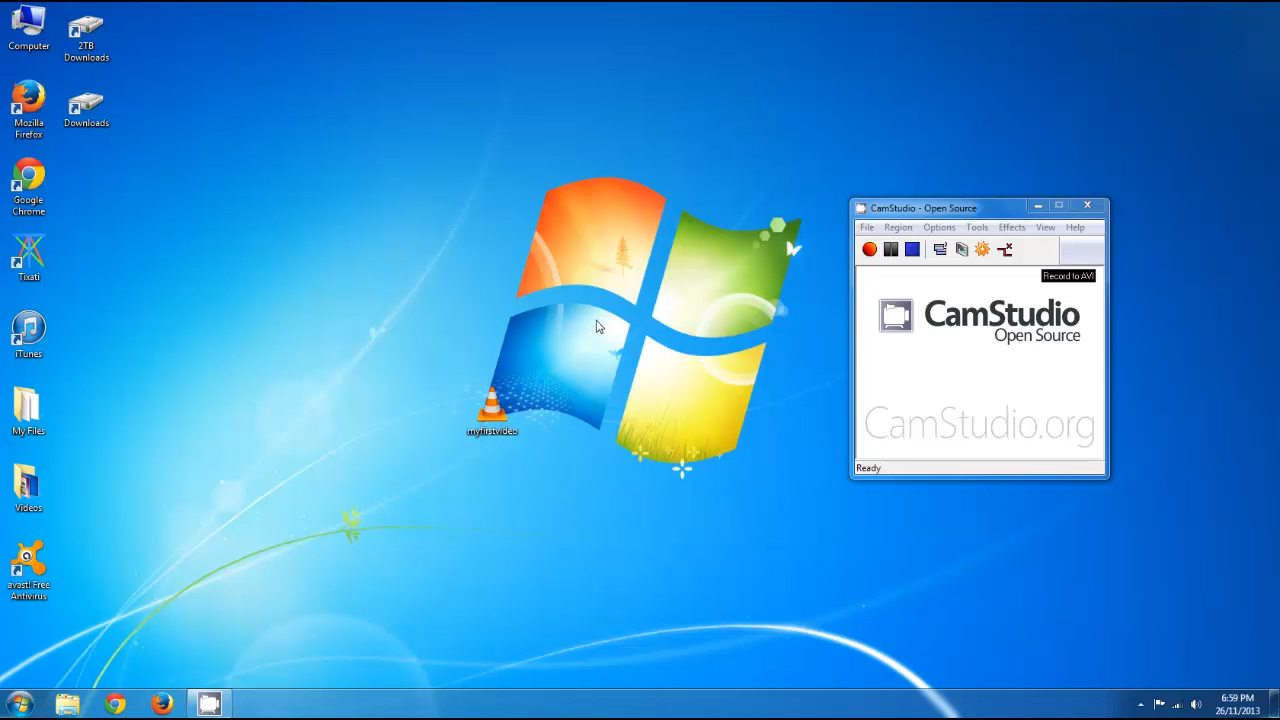 Computer
2TB
Downloads
Mozilla
Firefox
Downloads
Google
Chrome
Tixati
iTunes
My Files
Videos
avast! Free
Antivirus
myfirstvideo
CamStudio - Open Source
File Region Options Tools Effects View Help
Record to AVI
CamStudio
Open Source
CamStudio.org
Ready
6:59 PM
26/11/2013